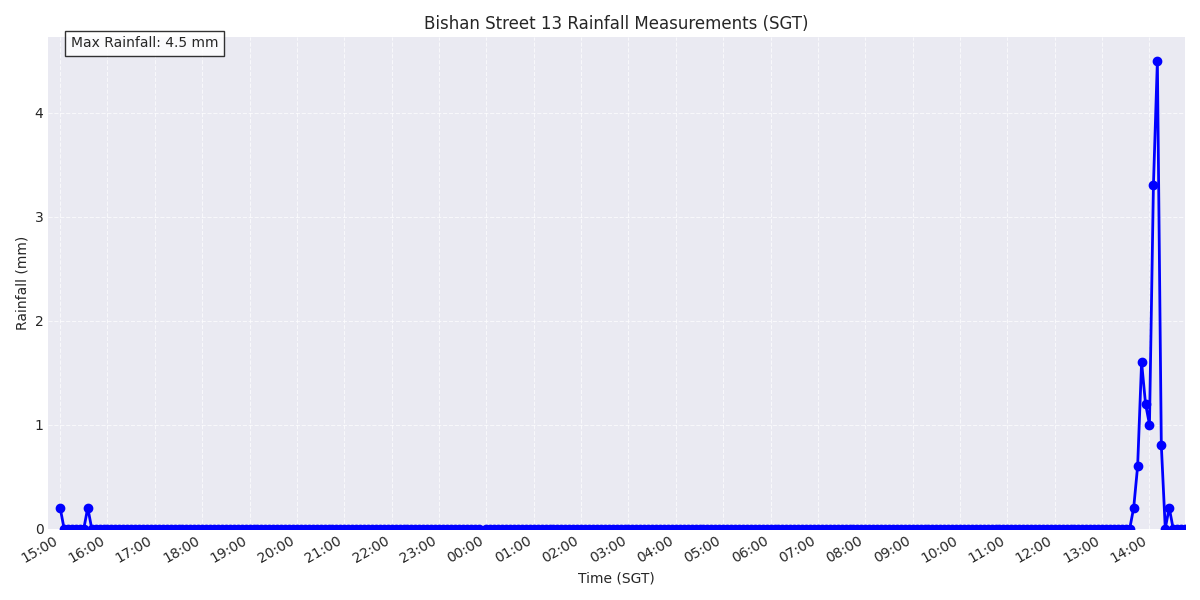 Bishan Street 13 Rainfall Measurements (SGT)
Max Rainfall: 4.5 mm
4
3
2
1
0
Rainfall (mm)
15:00 16:00 17:00 18:00 19:00 20:00 21:00 22:00 23:00 00:00 01:00 02:00 03:00 04:00 05:00 06:00 07:00 08:00 09:00 10:00 11:00 12:00 13:00 14:00
Time (SGT)